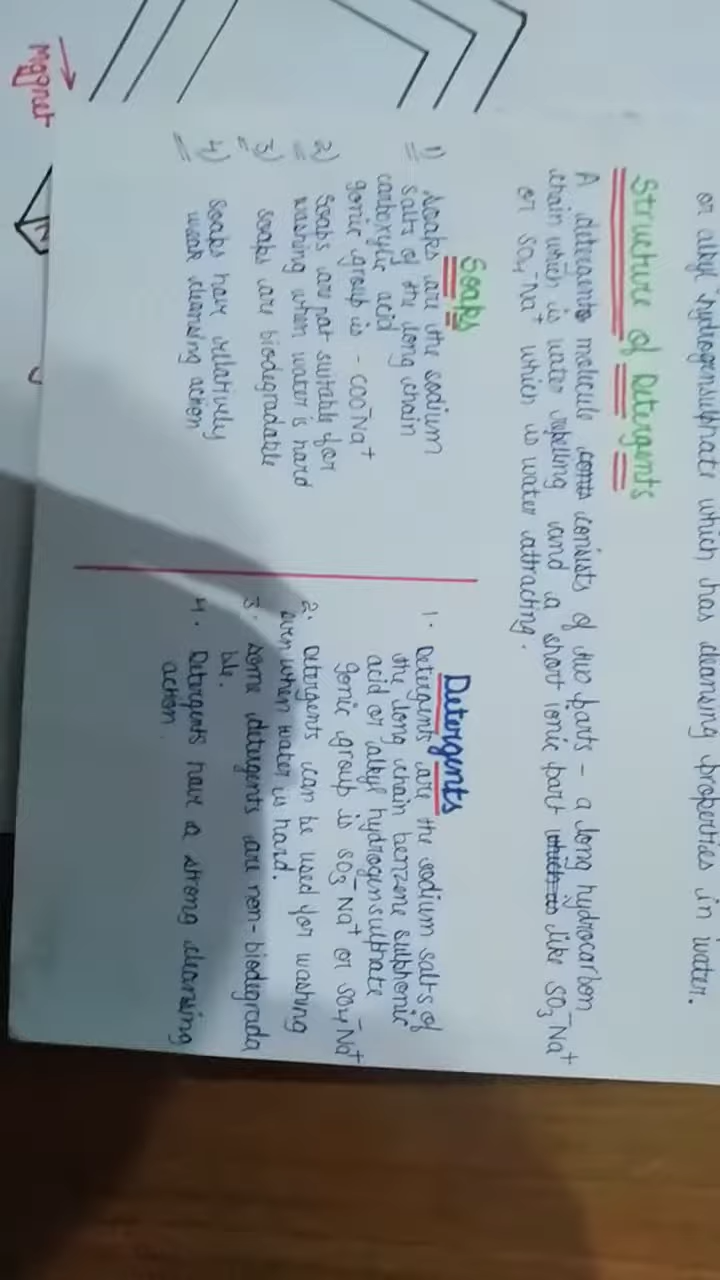 or alkyl hydrogensulphate which has cleansing properties in water.
Structure of Detergents
A detergents molecule consists of two parts - a long hydrocarbon
chain which is water repelling and a short ionic part like SO₃⁻Na⁺
or SO₄⁻Na⁺ which is water attracting.
Soaps
1) Soaps are the sodium
salts of the long chain
carboxylic acid
Ionic group is - COO⁻Na⁺
2) Soaps are not suitable for
washing when water is hard
3) soaps are biodegradable
4) Soaps have relatively
weak cleansing action
Detergents
1. Detergents are the sodium salts of
the long chain benzene sulphonic
acid or alkyl hydrogensulphate
Ionic group is SO₃⁻Na⁺ or SO₄⁻Na⁺
2. Detergents can be used for washing
even when water is hard.
3. Some detergents are non-biodegrada
ble.
4. Detergents have a strong cleansing
action.
Magnet
N